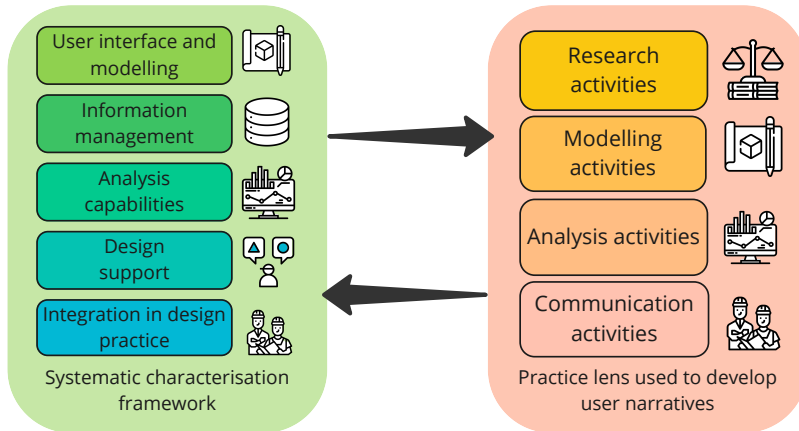 User interface and
modelling
Information
management
Analysis
capabilities
Design
support
Integration in design
practice
Systematic characterisation
framework
Research
activities
Modelling
activities
Analysis activities
Communication
activities
Practice lens used to develop
user narratives